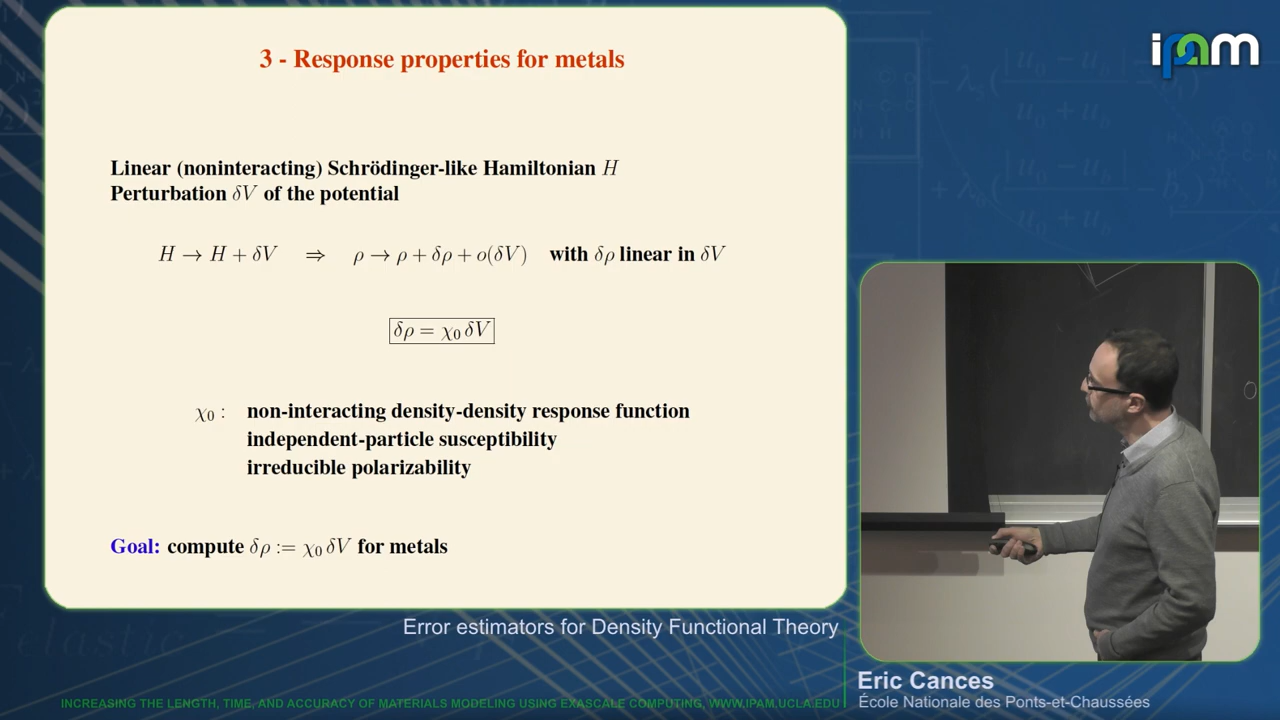 3 - Response properties for metals
Linear (noninteracting) Schrödinger-like Hamiltonian H
Perturbation δV of the potential
H → H + δV ⇒ ρ → ρ + δρ + o(δV) with δρ linear in δV
δρ = χ₀ δV
χ₀ : non-interacting density-density response function
independent-particle susceptibility
irreducible polarizability
Goal: compute δρ := χ₀ δV for metals
ipam
Error estimators for Density Functional Theory
Eric Cances
École Nationale des Ponts-et-Chaussées
INCREASING THE LENGTH, TIME, AND ACCURACY OF MATERIALS MODELING USING EXASCALE COMPUTING, WWW.IPAM.UCLA.EDU
elastic